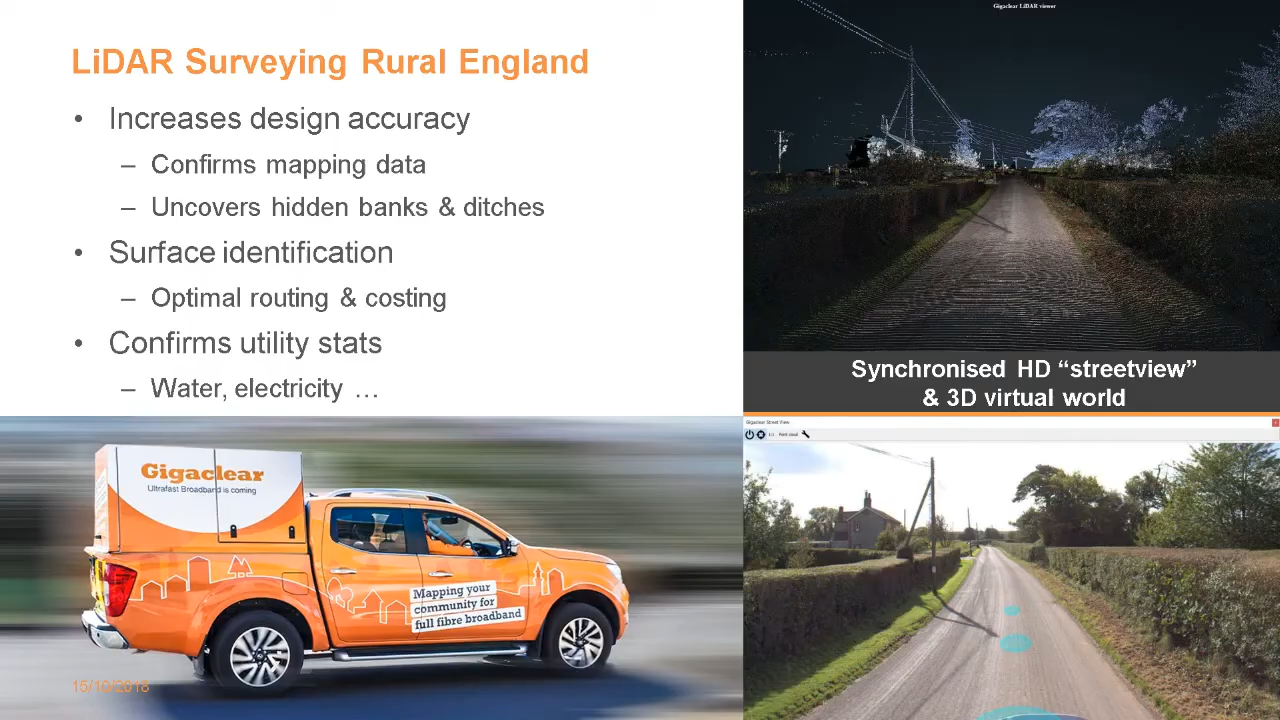 LiDAR Surveying Rural England
• Increases design accuracy
– Confirms mapping data
– Uncovers hidden banks & ditches
• Surface identification
– Optimal routing & costing
• Confirms utility stats
– Water, electricity …
Gigaclear LiDAR viewer
Synchronised HD “streetview”
& 3D virtual world
Gigaclear
Ultrafast Broadband is coming
Mapping your
community for
full fibre broadband
15/10/2018
Gigaclear Street View
Point cloud